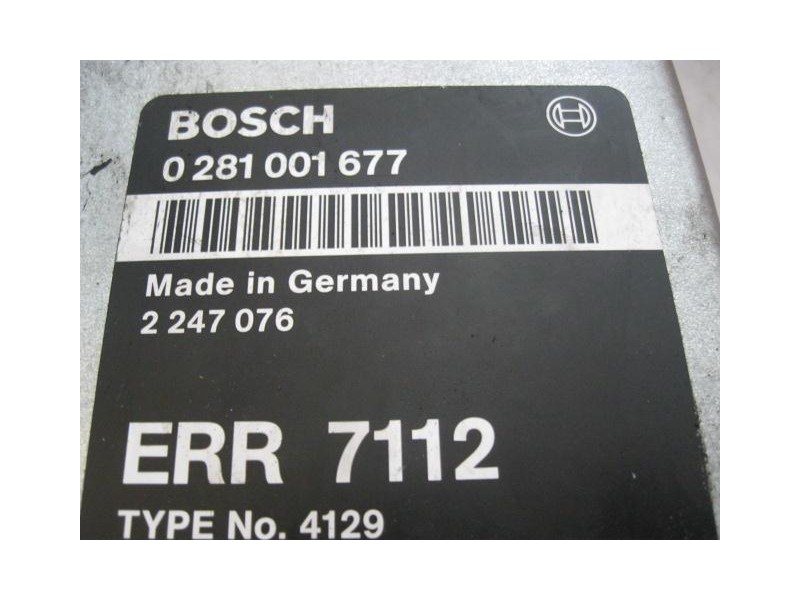 BOSCH
0 281 001 677
Made in Germany
2 247 076
ERR 7112
TYPE No. 4129